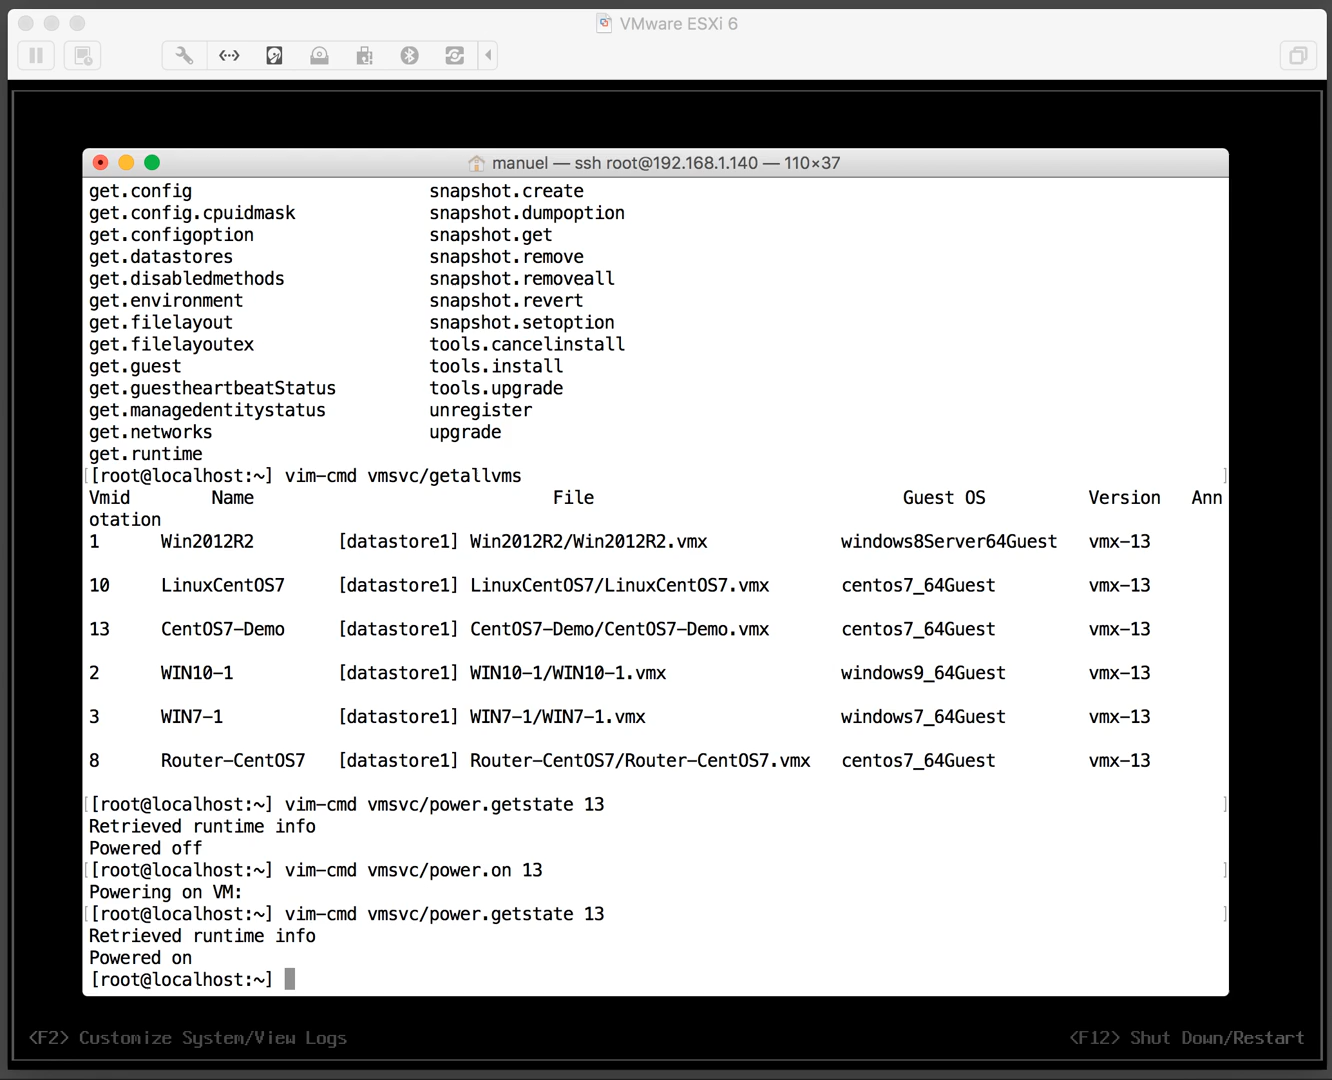 VMware ESXi 6
manuel — ssh root@192.168.1.140 — 110×37
get.config snapshot.create
get.config.cpuidmask snapshot.dumpoption
get.configoption snapshot.get
get.datastores snapshot.remove
get.disabledmethods snapshot.removeall
get.environment snapshot.revert
get.filelayout snapshot.setoption
get.filelayoutex tools.cancelinstall
get.guest tools.install
get.guestheartbeatStatus tools.upgrade
get.managedentitystatus unregister
get.networks upgrade
get.runtime
[[root@localhost:~] vim-cmd vmsvc/getallvms ]
Vmid Name File Guest OS Version Ann
otation
1 Win2012R2 [datastore1] Win2012R2/Win2012R2.vmx windows8Server64Guest vmx-13
10 LinuxCentOS7 [datastore1] LinuxCentOS7/LinuxCentOS7.vmx centos7_64Guest vmx-13
13 CentOS7-Demo [datastore1] CentOS7-Demo/CentOS7-Demo.vmx centos7_64Guest vmx-13
2 WIN10-1 [datastore1] WIN10-1/WIN10-1.vmx windows9_64Guest vmx-13
3 WIN7-1 [datastore1] WIN7-1/WIN7-1.vmx windows7_64Guest vmx-13
8 Router-CentOS7 [datastore1] Router-CentOS7/Router-CentOS7.vmx centos7_64Guest vmx-13
[[root@localhost:~] vim-cmd vmsvc/power.getstate 13 ]
Retrieved runtime info
Powered off
[[root@localhost:~] vim-cmd vmsvc/power.on 13 ]
Powering on VM:
[[root@localhost:~] vim-cmd vmsvc/power.getstate 13 ]
Retrieved runtime info
Powered on
[root@localhost:~]
<F2> Customize System/View Logs <F12> Shut Down/Restart